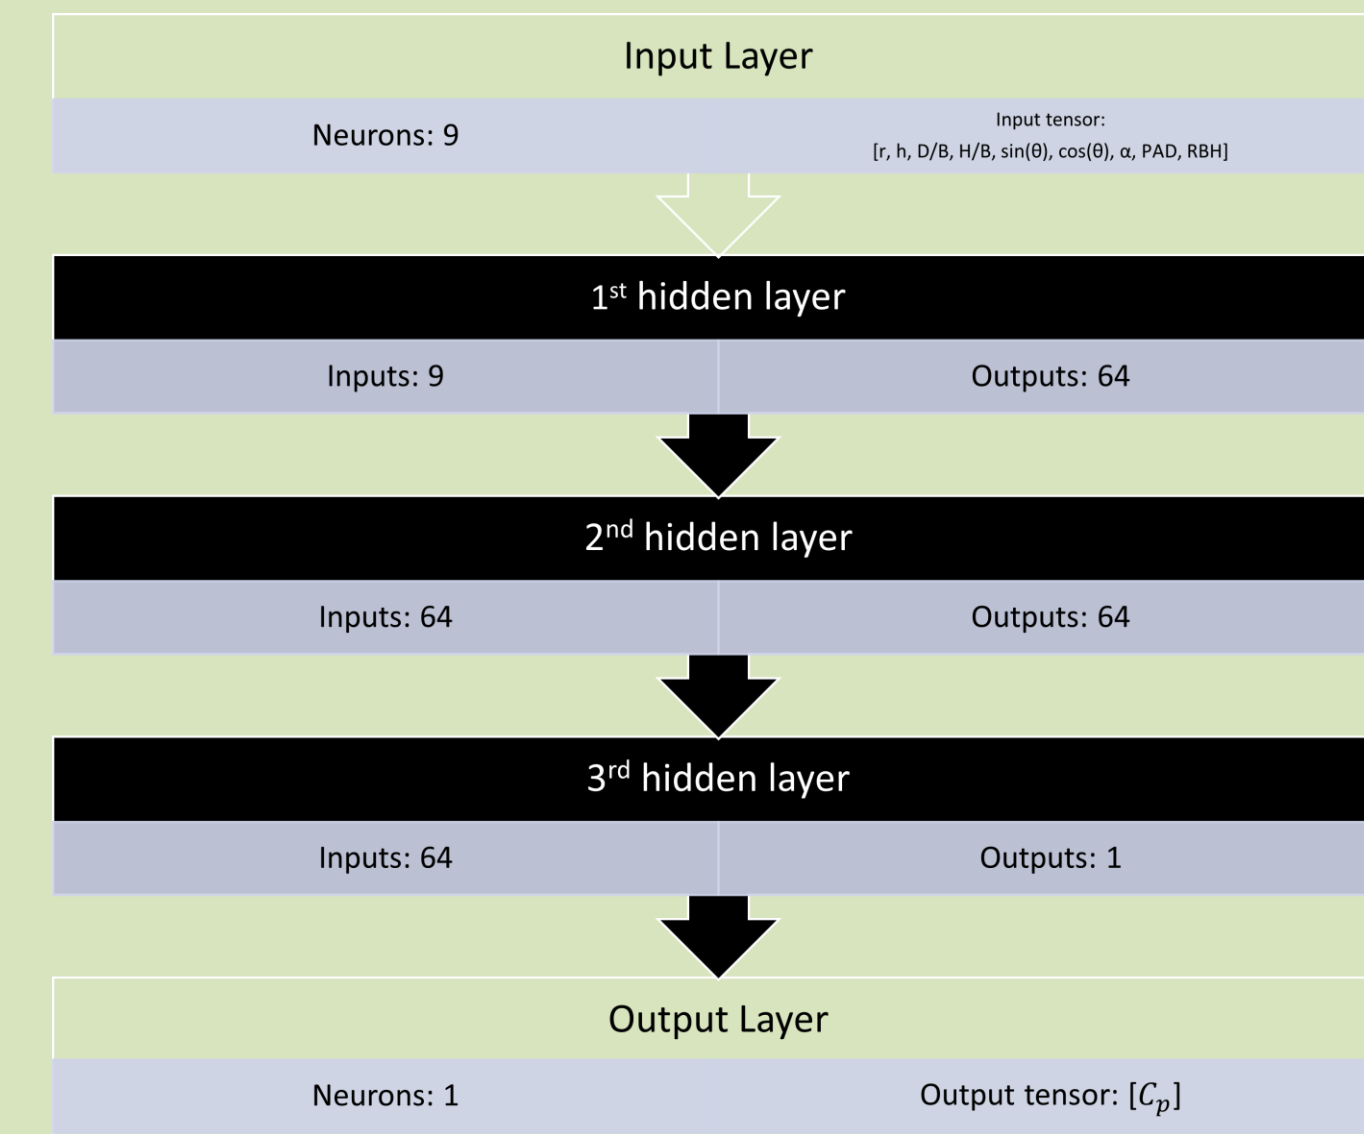 Input Layer
Neurons: 9
Input tensor:
[r, h, D/B, H/B, sin(θ), cos(θ), α, PAD, RBH]
1st hidden layer
Inputs: 9
Outputs: 64
2nd hidden layer
Inputs: 64
Outputs: 64
3rd hidden layer
Inputs: 64
Outputs: 1
Output Layer
Neurons: 1
Output tensor: [C_p]